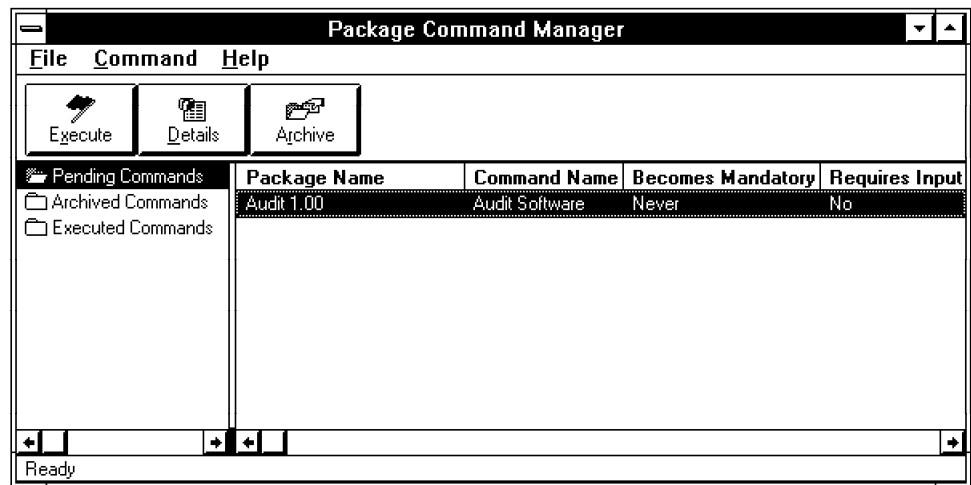 Package Command Manager
File Command Help
Execute Details Archive
Pending Commands
Archived Commands
Executed Commands
Package Name Command Name Becomes Mandatory Requires Input
Audit 1.00 Audit Software Never No
Ready